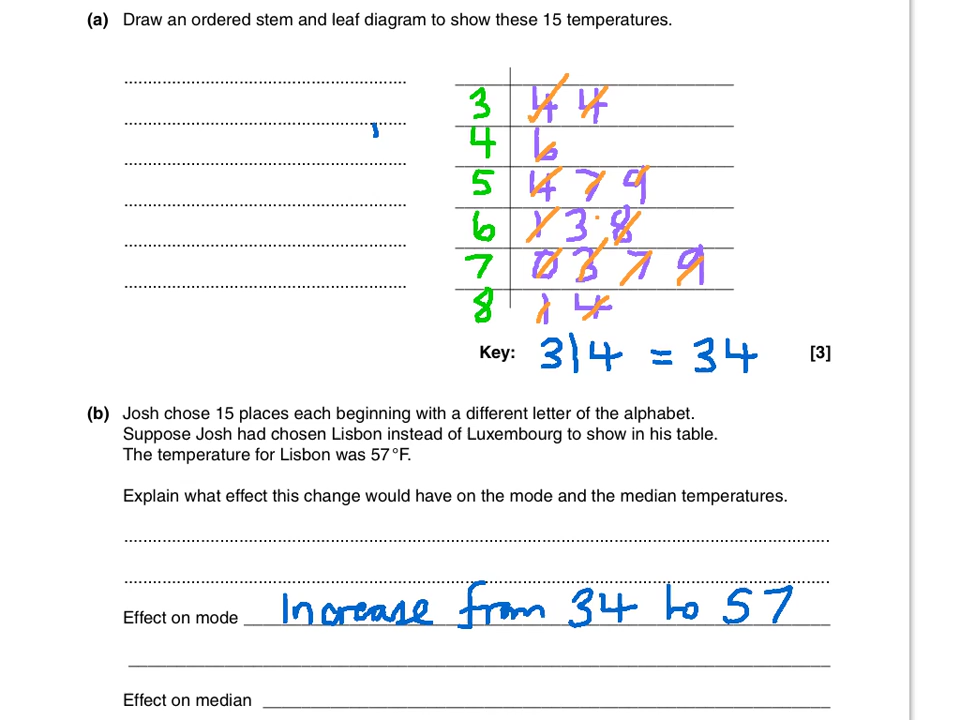 (a) Draw an ordered stem and leaf diagram to show these 15 temperatures.
3 4 4
4 6
5 4 7 9
6 1 3 8
7 0 3 7 9
8 1 4
Key: 3|4 = 34 [3]
(b) Josh chose 15 places each beginning with a different letter of the alphabet.
Suppose Josh had chosen Lisbon instead of Luxembourg to show in his table.
The temperature for Lisbon was 57°F.
Explain what effect this change would have on the mode and the median temperatures.
Effect on mode Increase from 34 to 57
Effect on median